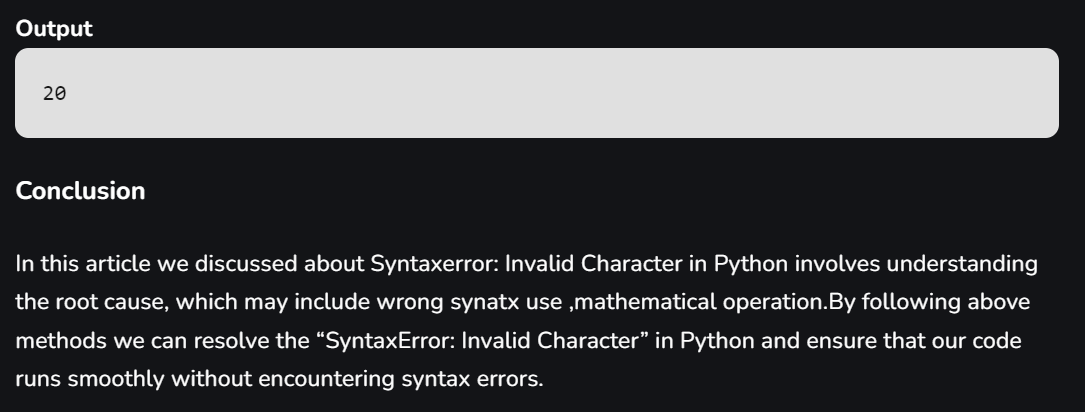 Output
20
Conclusion
In this article we discussed about Syntaxerror: Invalid Character in Python involves understanding
the root cause, which may include wrong synatx use ,mathematical operation.By following above
methods we can resolve the “SyntaxError: Invalid Character” in Python and ensure that our code
runs smoothly without encountering syntax errors.